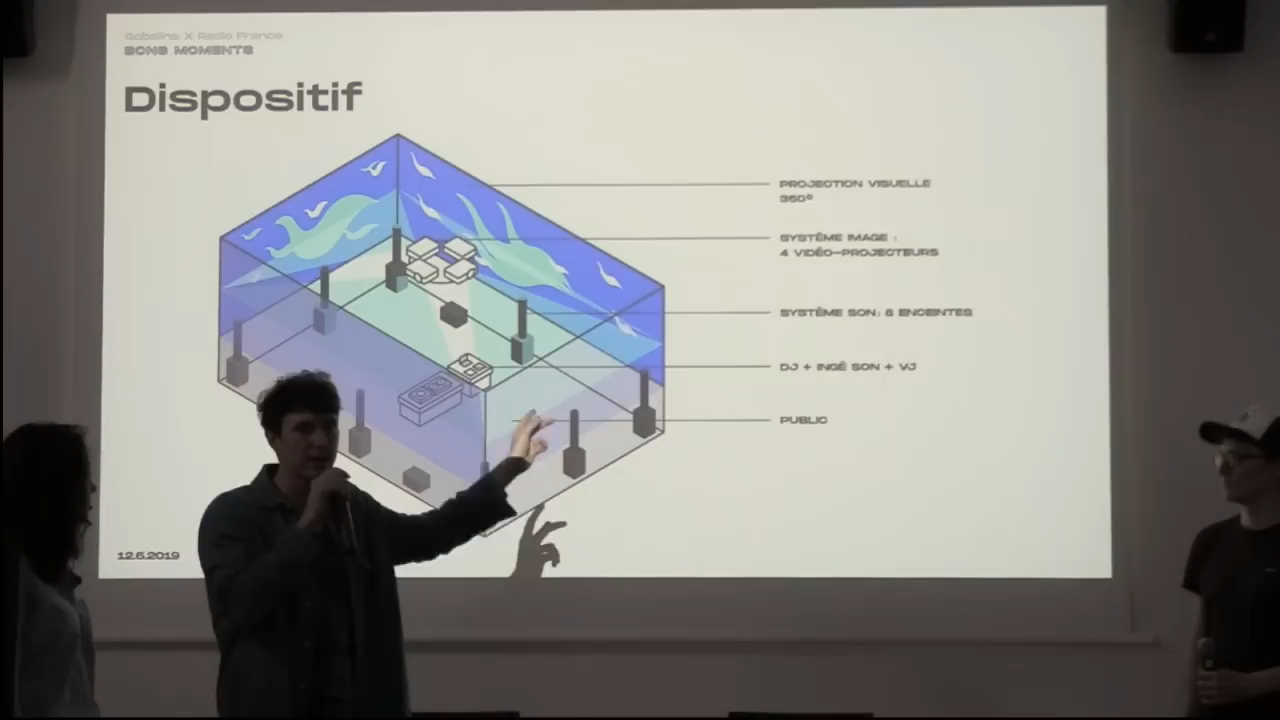 Gobelins X Radio France
BONS MOMENTS
Dispositif
PROJECTION VISUELLE
360°
SYSTÈME IMAGE :
4 VIDÉO-PROJECTEURS
SYSTÈME SON : 8 ENCEINTES
DJ + INGÉ SON + VJ
PUBLIC
12.6.2019